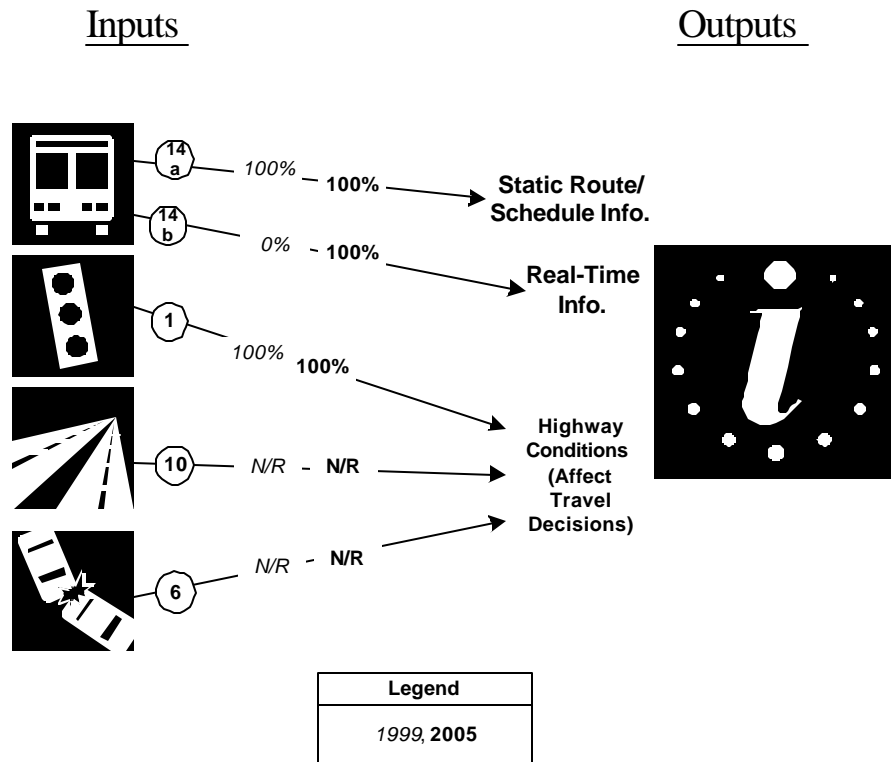 Inputs
Outputs
14
a
100%
100%
Static Route/
Schedule Info.
14
b
0%
100%
Real-Time
Info.
1
100%
100%
Highway
Conditions
(Affect
Travel
Decisions)
10
N/R
N/R
6
N/R
N/R
i
Legend
1999, 2005